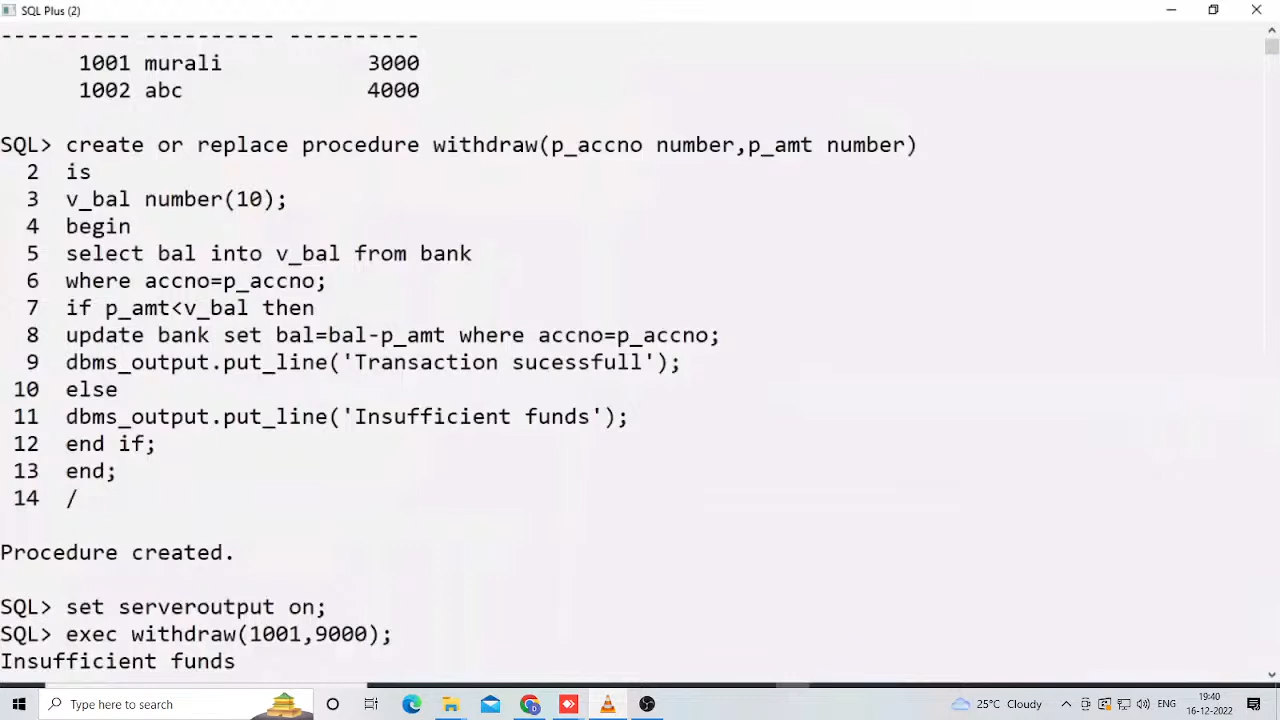 SQL Plus (2)
---------- ---------- ----------
1001 murali 3000
1002 abc 4000
SQL> create or replace procedure withdraw(p_accno number,p_amt number)
2 is
3 v_bal number(10);
4 begin
5 select bal into v_bal from bank
6 where accno=p_accno;
7 if p_amt<v_bal then
8 update bank set bal=bal-p_amt where accno=p_accno;
9 dbms_output.put_line('Transaction sucessfull');
10 else
11 dbms_output.put_line('Insufficient funds');
12 end if;
13 end;
14 /
Procedure created.
SQL> set serveroutput on;
SQL> exec withdraw(1001,9000);
Insufficient funds
Type here to search
25°C Cloudy
ENG
19:40
16-12-2022